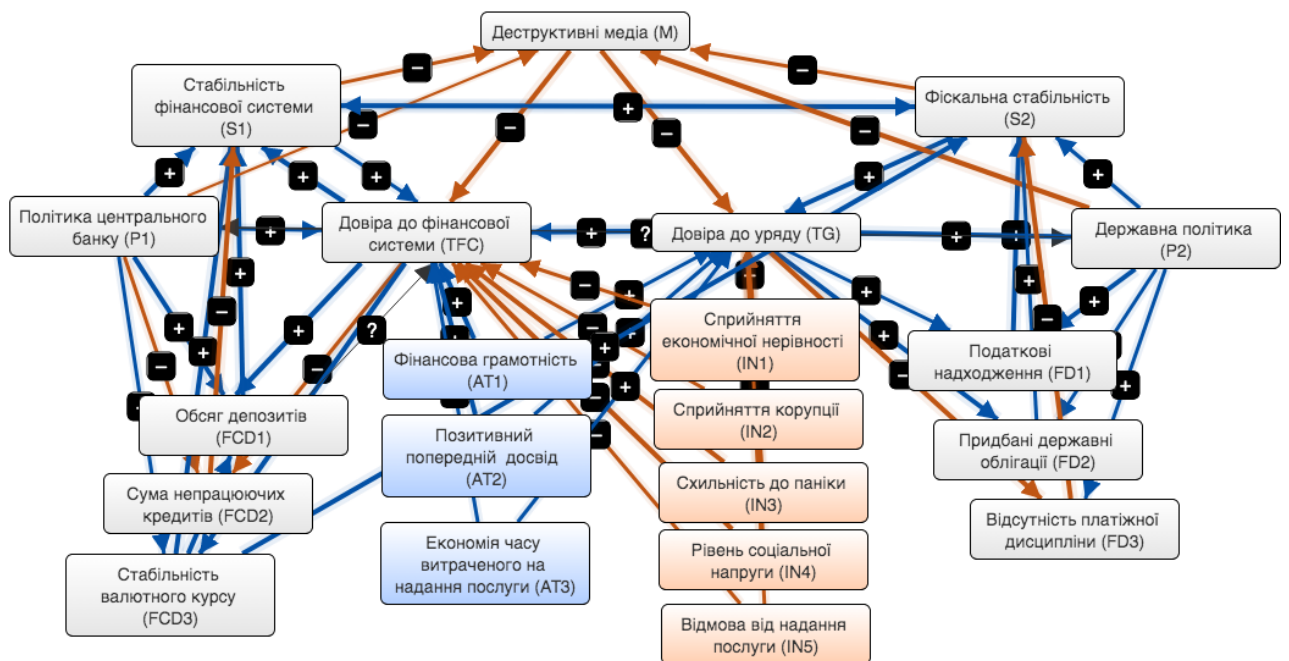 Деструктивні медіа (M)
Стабільність
фінансової системи
(S1)
Фіскальна стабільність
(S2)
Політика центрального
банку (P1)
Довіра до фінансової
системи (TFC)
Довіра до уряду (TG)
Державна політика
(P2)
Фінансова грамотність
(AT1)
Сприйняття
економічної нерівності
(IN1)
Податкові
надходження (FD1)
Обсяг депозитів
(FCD1)
Позитивний
попередній досвід
(AT2)
Сприйняття корупції
(IN2)
Придбані державні
облігації (FD2)
Сума непрацюючих
кредитів (FCD2)
Схильність до паніки
(IN3)
Відсутність платіжної
дисципліни (FD3)
Економія часу
витраченого на
надання послуги (AT3)
Рівень соціальної
напруги (IN4)
Стабільність
валютного курсу
(FCD3)
Відмова від надання
послуги (IN5)